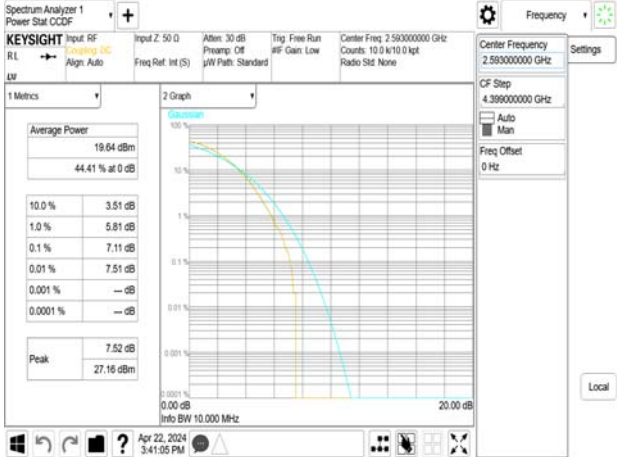 Spectrum Analyzer 1
Power Stat CCDF
+
Frequency
KEYSIGHT
RL
Input: RF
Coupling: DC
Align: Auto
Input Z: 50 Ω
Freq Ref: Int (S)
Atten: 30 dB
Preamp: Off
µW Path: Standard
Trig: Free Run
#IF Gain: Low
Center Freq: 2.593000000 GHz
Counts: 10.0 k/10.0 kpt
Radio Std: None
Center Frequency
2.593000000 GHz
Settings
CF Step
4.399000000 GHz
Auto
Man
Freq Offset
0 Hz
1 Metrics
Average Power
19.64 dBm
44.41 % at 0 dB
10.0 % 3.51 dB
1.0 % 5.81 dB
0.1 % 7.11 dB
0.01 % 7.51 dB
0.001 % --- dB
0.0001 % --- dB
Peak
7.52 dB
27.16 dBm
2 Graph
Gaussian
100 %
10 %
1 %
0.1 %
0.01 %
0.001 %
0.0001 %
0.00 dB
20.00 dB
Info BW 10.000 MHz
Local
?
Apr 22, 2024
3:41:05 PM